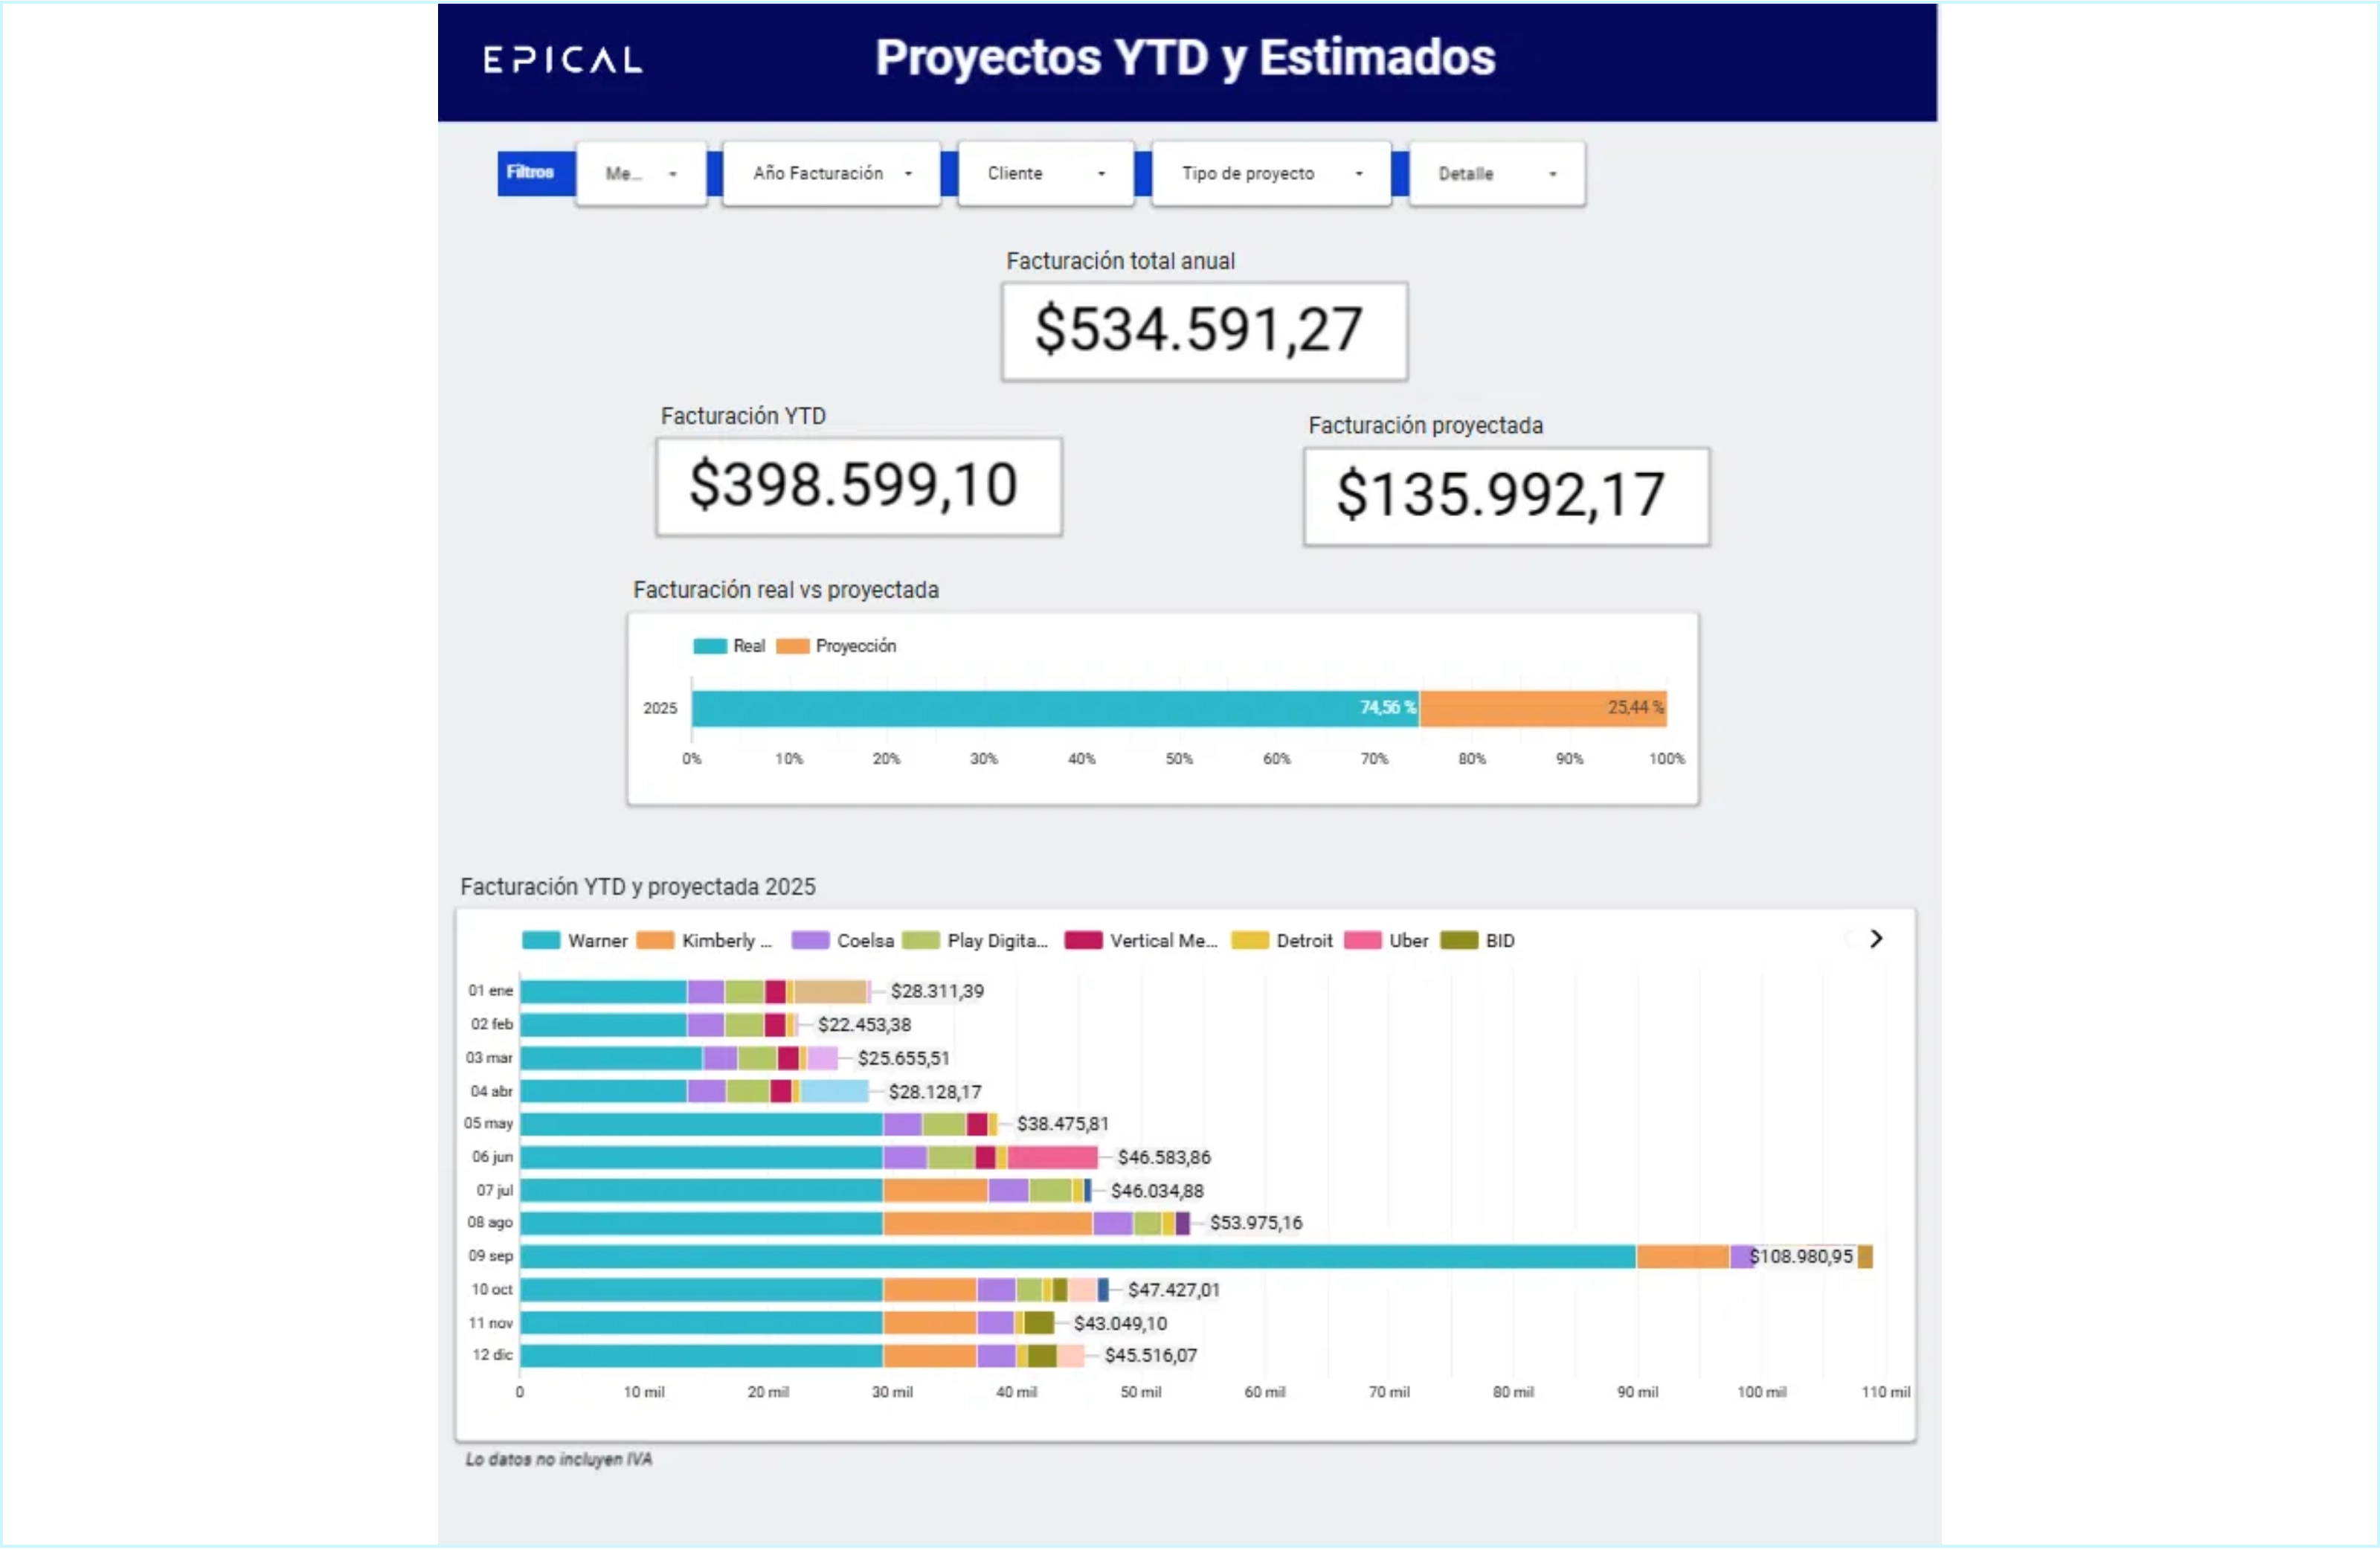 EPICAL
Proyectos YTD y Estimados
Filtros Me... Año Facturación Cliente Tipo de proyecto Detalle
Facturación total anual
$534.591,27
Facturación YTD
$398.599,10
Facturación proyectada
$135.992,17
Facturación real vs proyectada
Real Proyección
2025 74,56 % 25,44 %
0% 10% 20% 30% 40% 50% 60% 70% 80% 90% 100%
Facturación YTD y proyectada 2025
Warner Kimberly ... Coelsa Play Digita... Vertical Me... Detroit Uber BID
01 ene $28.311,39
02 feb $22.453,38
03 mar $25.655,51
04 abr $28.128,17
05 may $38.475,81
06 jun $46.583,86
07 jul $46.034,88
08 ago $53.975,16
09 sep $108.980,95
10 oct $47.427,01
11 nov $43.049,10
12 dic $45.516,07
0 10 mil 20 mil 30 mil 40 mil 50 mil 60 mil 70 mil 80 mil 90 mil 100 mil 110 mil
Lo datos no incluyen IVA